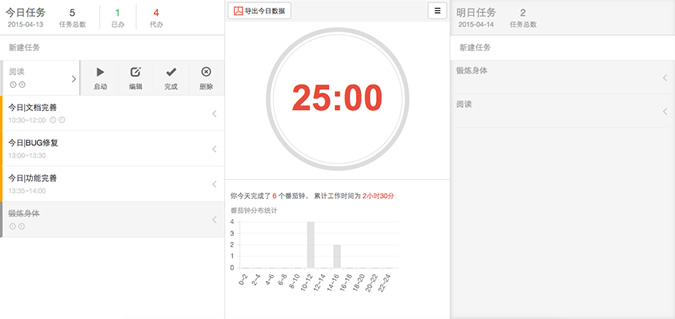 今日任务
2015-04-13
5
任务总数
1
已办
4
代办
新建任务
阅读
启动
编辑
完成
删除
今日|文档完善
10:30~12:00
今日|BUG修复
13:00~13:30
今日|功能完善
13:35~14:00
锻炼身体
导出今日数据
25:00
你今天完成了 6 个番茄钟。 累计工作时间为 2小时30分
番茄钟分布统计
4
3
2
1
0
0~2
2~4
4~6
6~8
8~10
10~12
12~14
14~16
16~18
18~20
20~22
22~24
明日任务
2015-04-14
2
任务总数
新建任务
锻炼身体
阅读